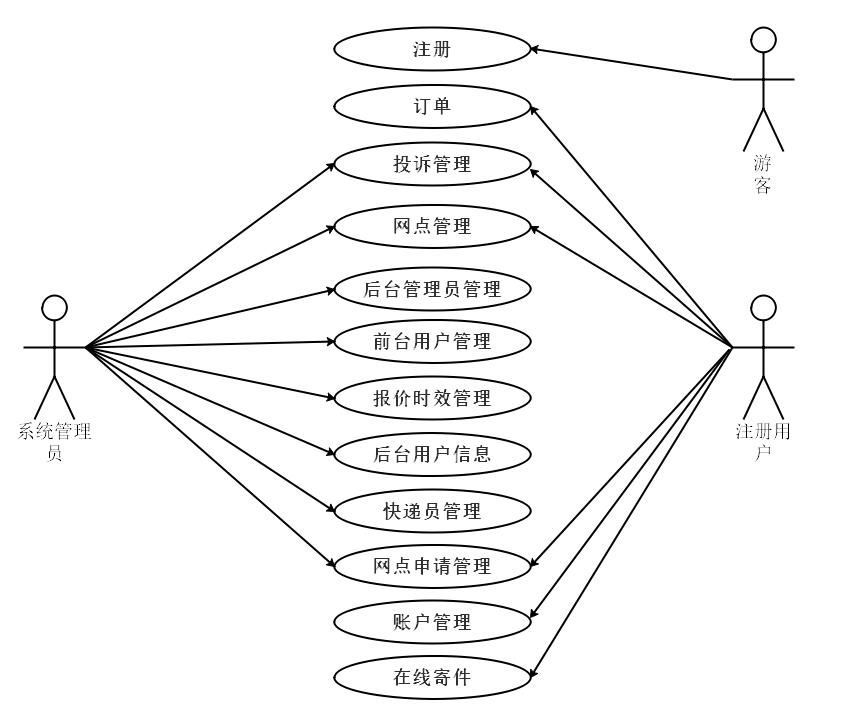 注册
订单
投诉管理
网点管理
后台管理员管理
前台用户管理
报价时效管理
后台用户信息
快递员管理
网点申请管理
账户管理
在线寄件
游
客
系统管理
员
注册用
户